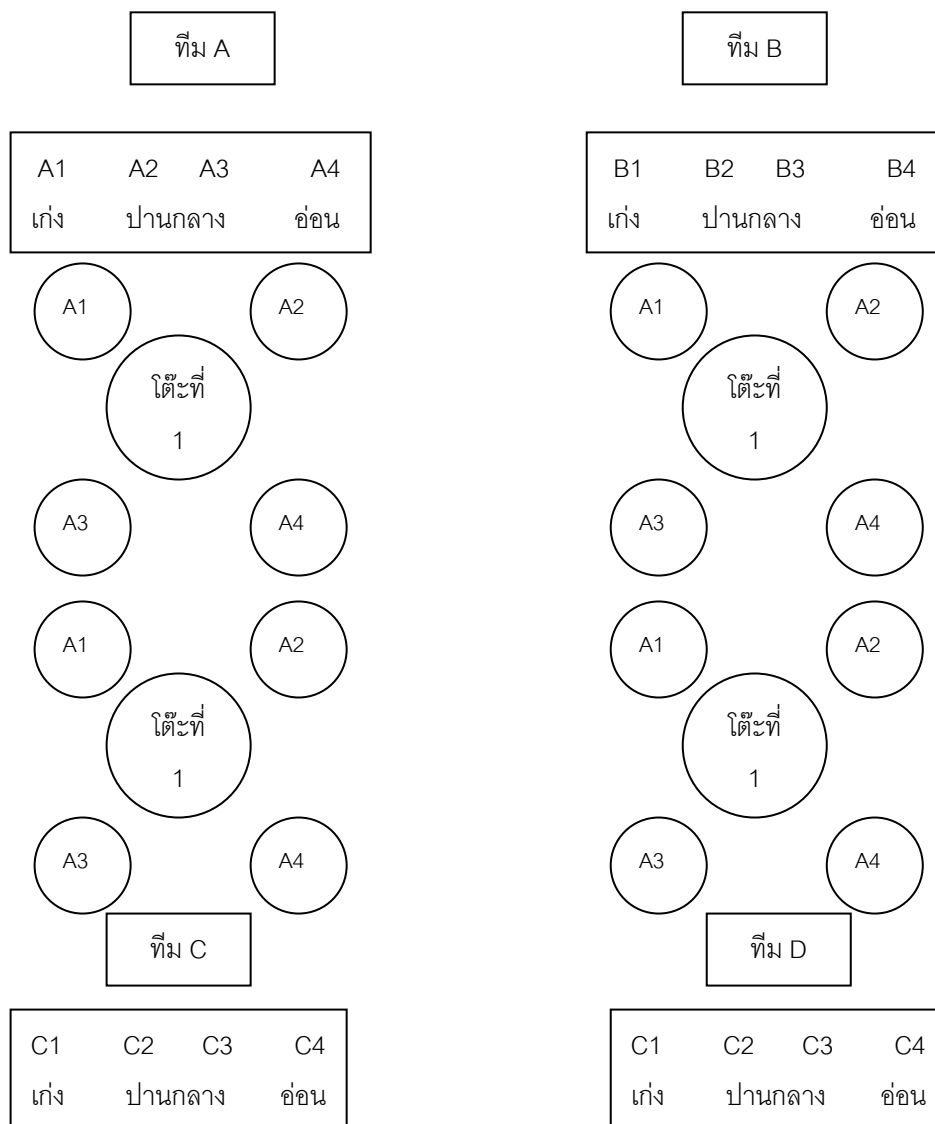 ทีม A ทีม B
A1 A2 A3 A4 B1 B2 B3 B4
เก่ง ปานกลาง อ่อน เก่ง ปานกลาง อ่อน
A1 A2 A1 A2
โต๊ะที่ โต๊ะที่
1 1
A3 A4 A3 A4
A1 A2 A1 A2
โต๊ะที่ โต๊ะที่
1 1
A3 A4 A3 A4
ทีม C ทีม D
C1 C2 C3 C4 C1 C2 C3 C4
เก่ง ปานกลาง อ่อน เก่ง ปานกลาง อ่อน